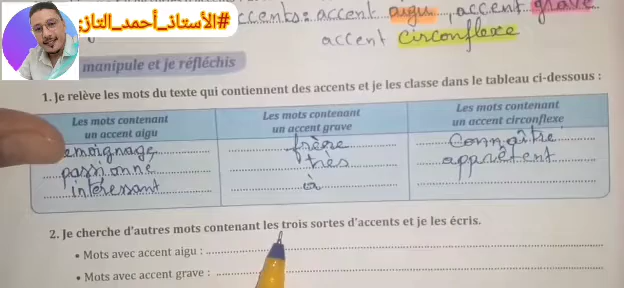 #الأستاذ_أحمد_التاز:
ccents: accent aigu, accent grave
accent circonflexe
manipule et je réfléchis
1. Je relève les mots du texte qui contiennent des accents et je les classe dans le tableau ci-dessous :
Les mots contenant un accent aigu
Les mots contenant un accent grave
Les mots contenant un accent circonflexe
emoignage
frère
Connaître
passionné
très
apprêtent
intéressant
à
2. Je cherche d'autres mots contenant les trois sortes d'accents et je les écris.
• Mots avec accent aigu :
• Mots avec accent grave :